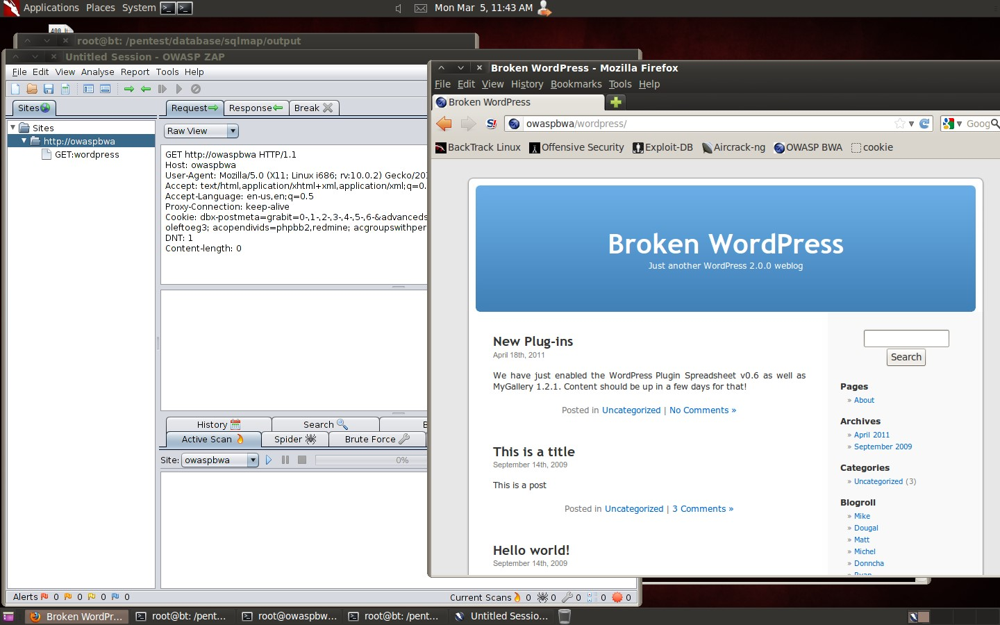 Applications Places System
Mon Mar 5, 11:43 AM
root@bt: /pentest/database/sqlmap/output
Untitled Session - OWASP ZAP
File Edit View Analyse Report Tools Help
Sites
Request
Response
Break
Sites
http://owaspbwa
GET:wordpress
Raw View
GET http://owaspbwa HTTP/1.1
Host: owaspbwa
User-Agent: Mozilla/5.0 (X11; Linux i686; rv:10.0.2) Gecko/20
Accept: text/html,application/xhtml+xml,application/xml;q=0.
Accept-Language: en-us,en;q=0.5
Proxy-Connection: keep-alive
Cookie: dbx-postmeta=grabit=0-,1-,2-,3-,4-,5-,6-&advanceds
oleftoeg3; acopendivids=phpbb2,redmine; acgroupswithper
DNT: 1
Content-length: 0
History
Search
Active Scan
Spider
Brute Force
Site: owaspbwa
0%
Alerts 0 0 0 0
Current Scans 0 0 0 0 0
Broken WordPress - Mozilla Firefox
File Edit View History Bookmarks Tools Help
Broken WordPress
owaspbwa/wordpress/
Goog
BackTrack Linux Offensive Security Exploit-DB Aircrack-ng OWASP BWA cookie
Broken WordPress
Just another WordPress 2.0.0 weblog
New Plug-ins
April 18th, 2011
We have just enabled the WordPress Plugin Spreadsheet v0.6 as well as
MyGallery 1.2.1. Content should be up in a few days for that!
Posted in Uncategorized | No Comments »
This is a title
September 14th, 2009
This is a post
Posted in Uncategorized | 3 Comments »
Hello world!
September 14th, 2009
Search
Pages
» About
Archives
» April 2011
» September 2009
Categories
» Uncategorized (3)
Blogroll
» Mike
» Dougal
» Matt
» Michel
» Donncha
» Ryan
Broken WordPr...
root@bt: /pent...
root@owaspbw...
root@bt: /pent...
Untitled Sessio...